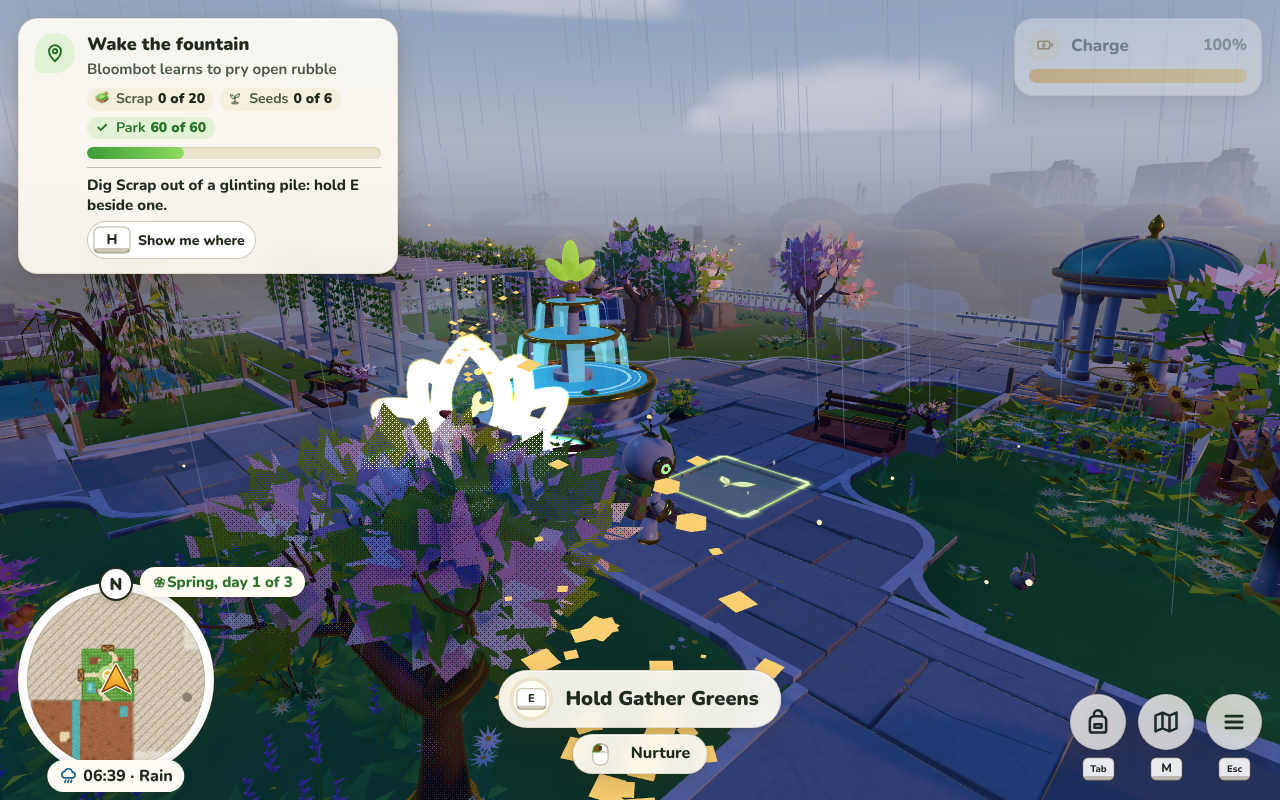 Wake the fountain
Bloombot learns to pry open rubble
Scrap 0 of 20 Seeds 0 of 6
Park 60 of 60
Dig Scrap out of a glinting pile: hold E
beside one.
H Show me where
Charge 100%
N
Spring, day 1 of 3
06:39 · Rain
E Hold Gather Greens
Nurture
Tab M Esc